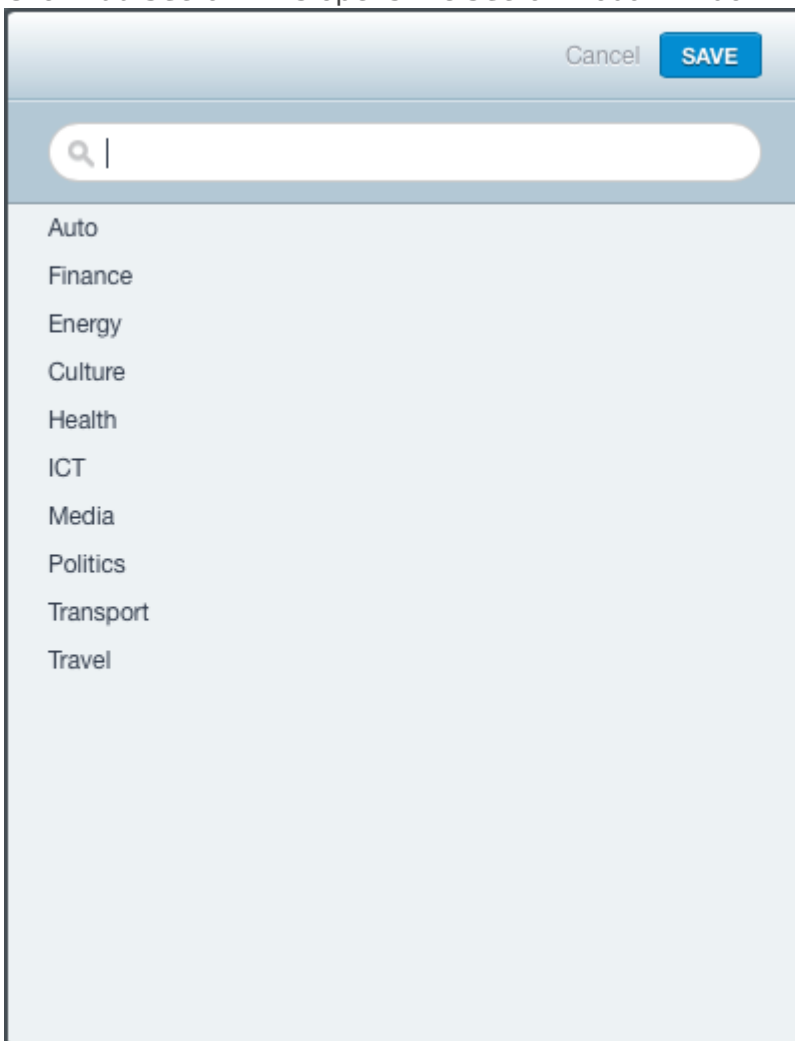 Cancel SAVE
Auto
Finance
Energy
Culture
Health
ICT
Media
Politics
Transport
Travel